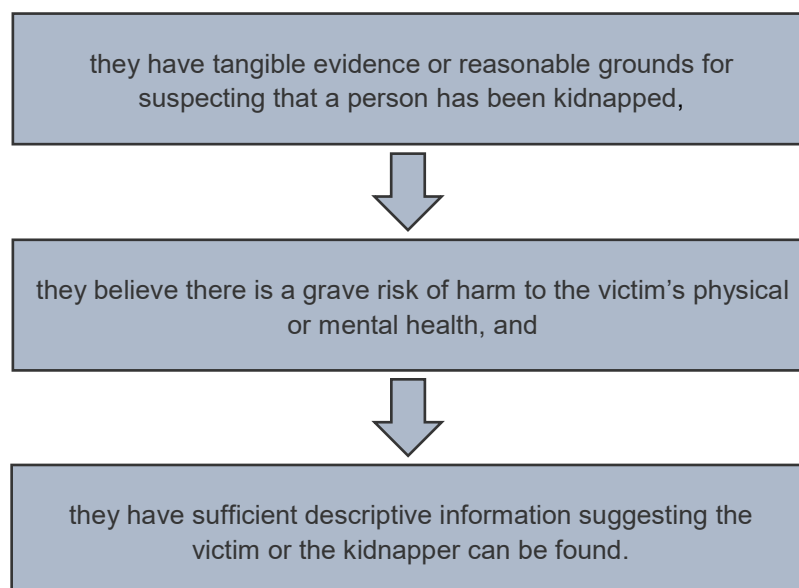 they have tangible evidence or reasonable grounds for
suspecting that a person has been kidnapped,
they believe there is a grave risk of harm to the victim’s physical
or mental health, and
they have sufficient descriptive information suggesting the
victim or the kidnapper can be found.